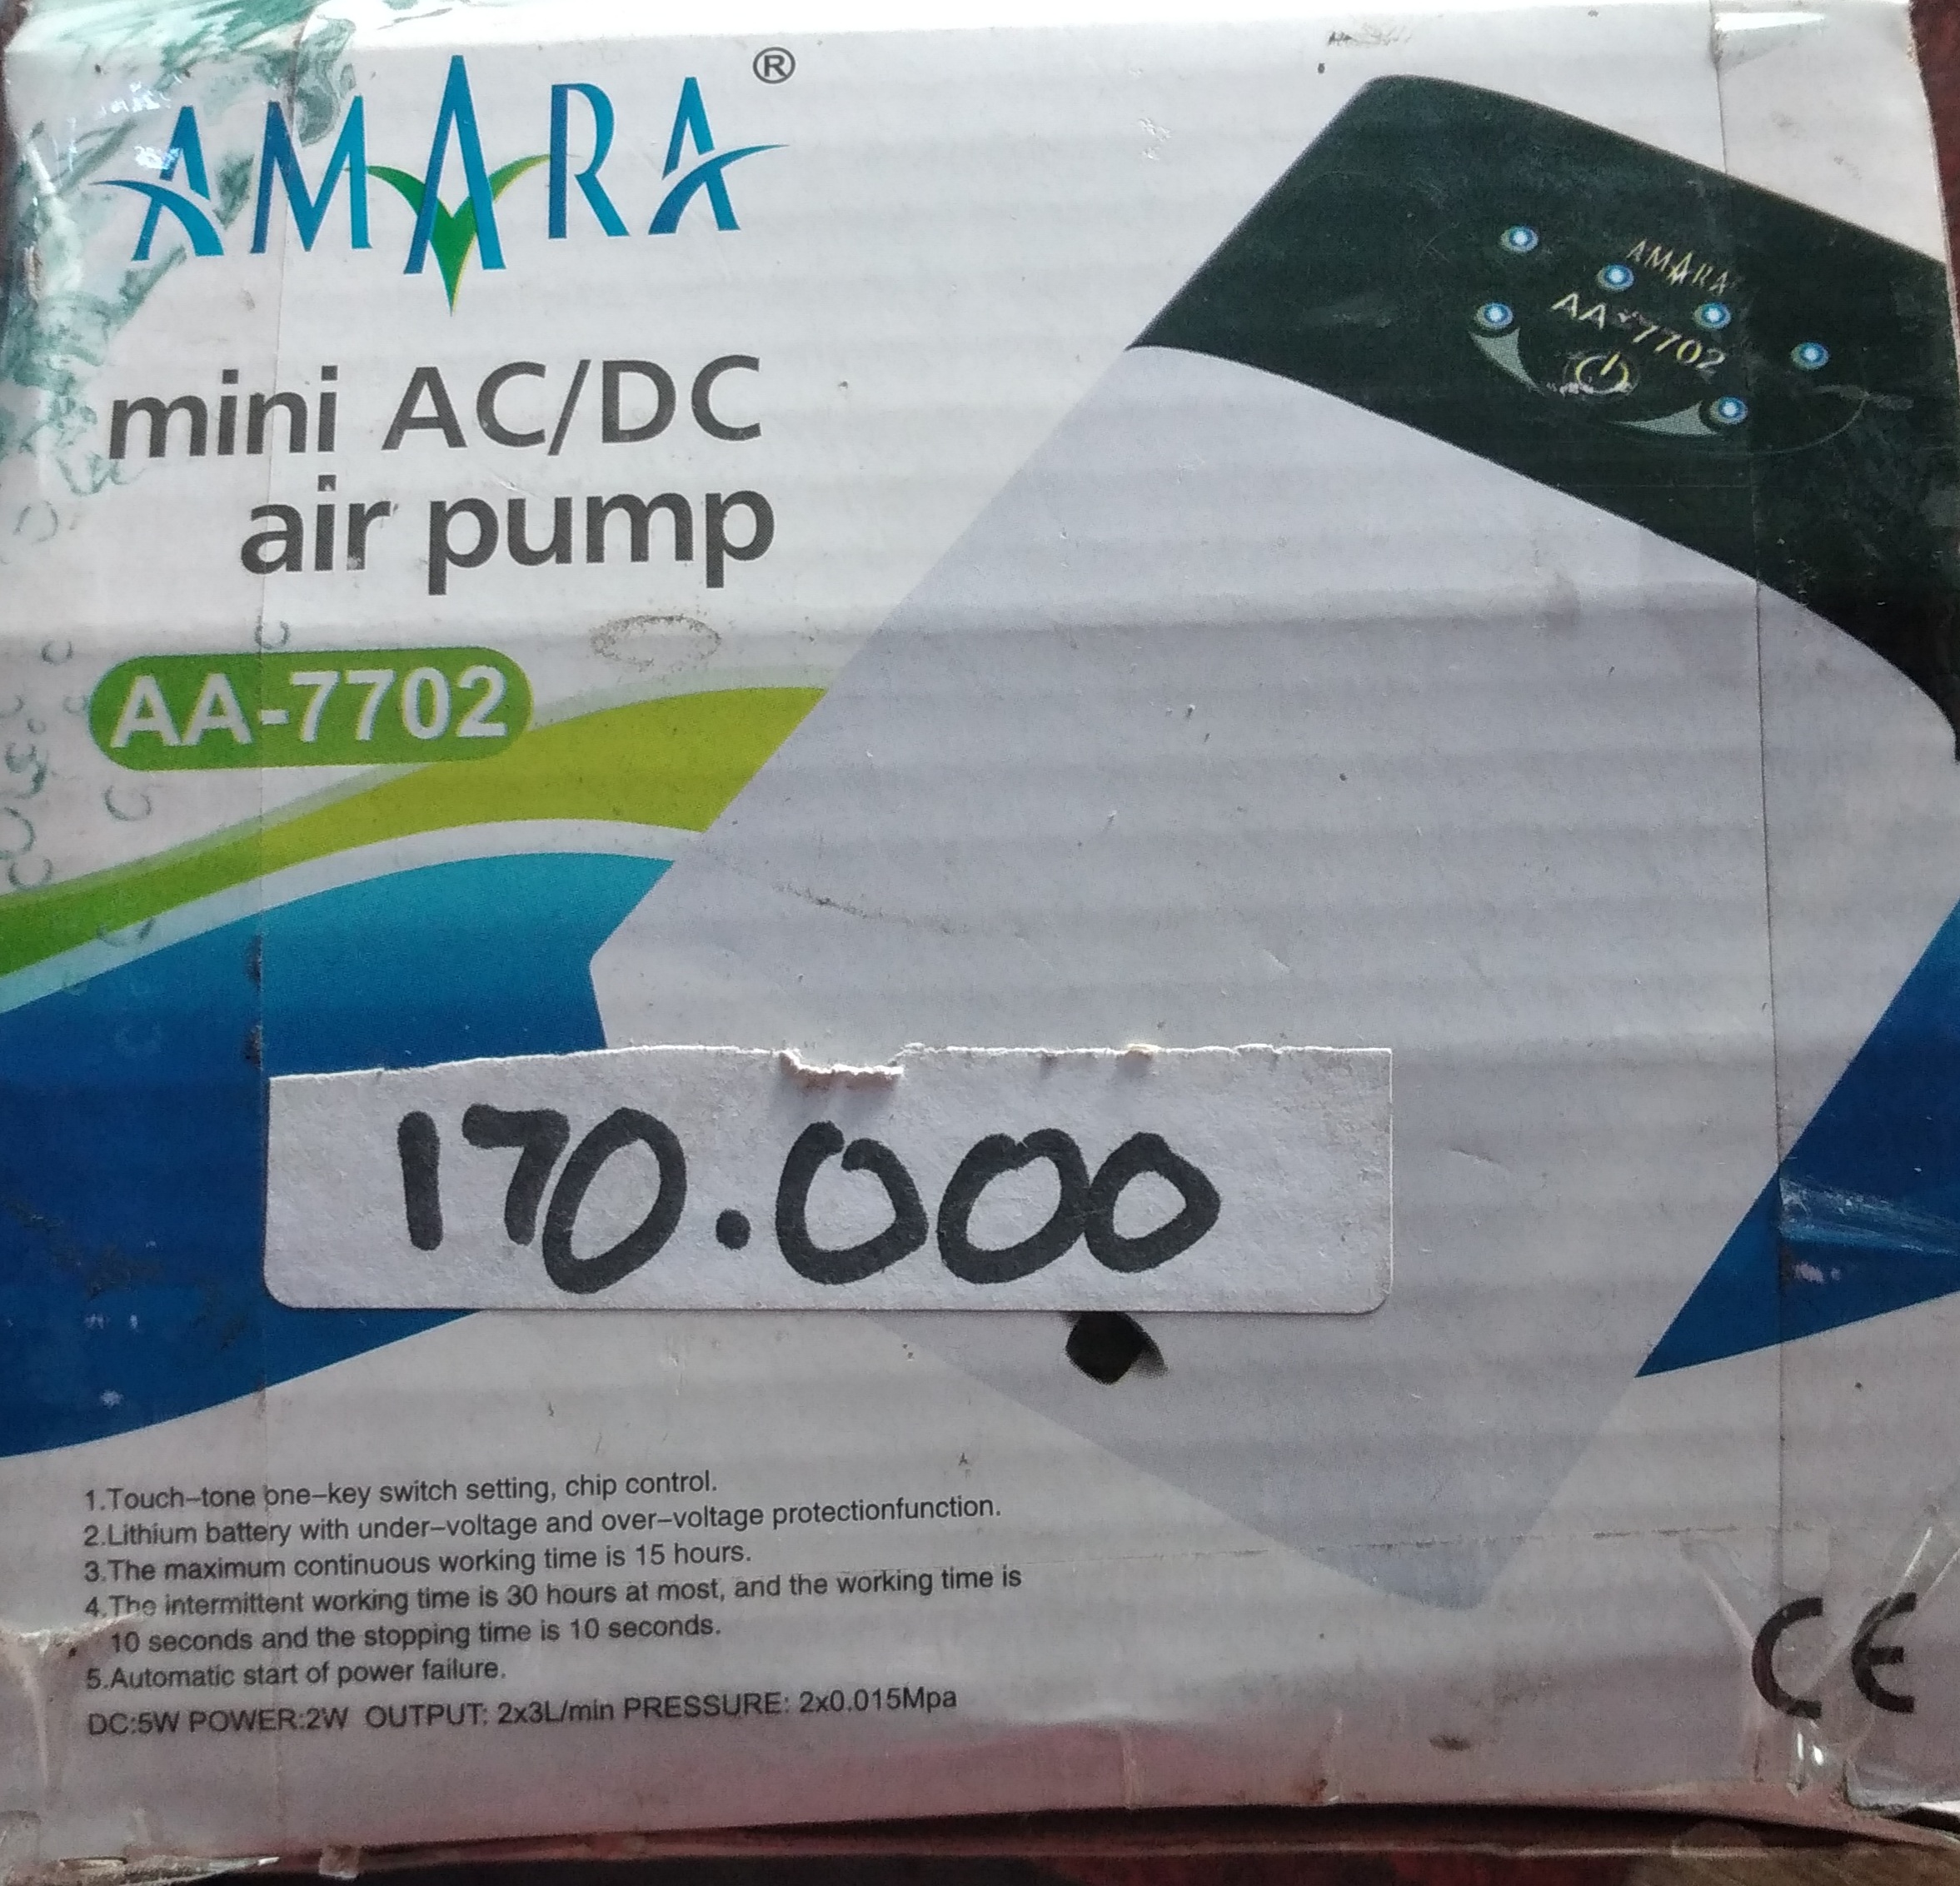 AMARA®
mini AC/DC
air pump
AA-7702
AMARA
AA-7702
170.000
1.Touch-tone one-key switch setting, chip control.
2.Lithium battery with under-voltage and over-voltage protectionfunction.
3.The maximum continuous working time is 15 hours.
4.The intermittent working time is 30 hours at most, and the working time is
10 seconds and the stopping time is 10 seconds.
5.Automatic start of power failure.
DC:5W POWER:2W OUTPUT: 2x3L/min PRESSURE: 2x0.015Mpa
CE